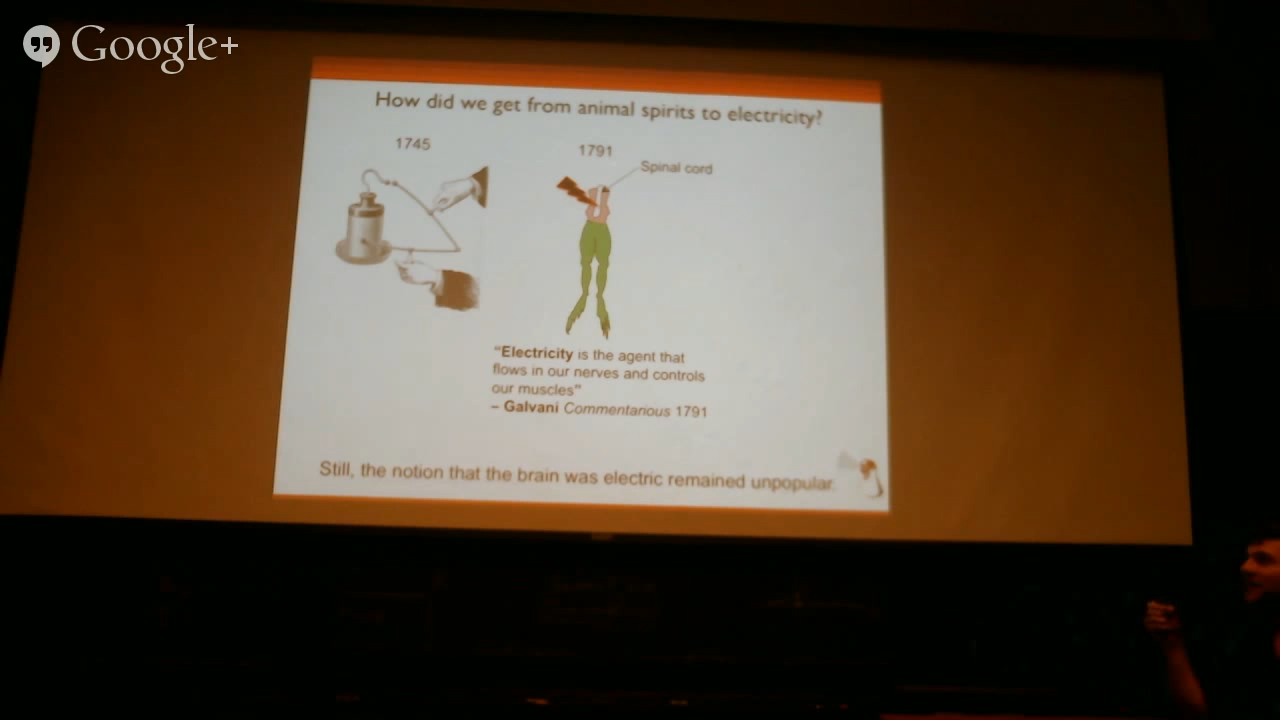 Google+
How did we get from animal spirits to electricity?
1745
1791
Spinal cord
"Electricity is the agent that
flows in our nerves and controls
our muscles"
– Galvani Commentarious 1791
Still, the notion that the brain was electric remained unpopular.